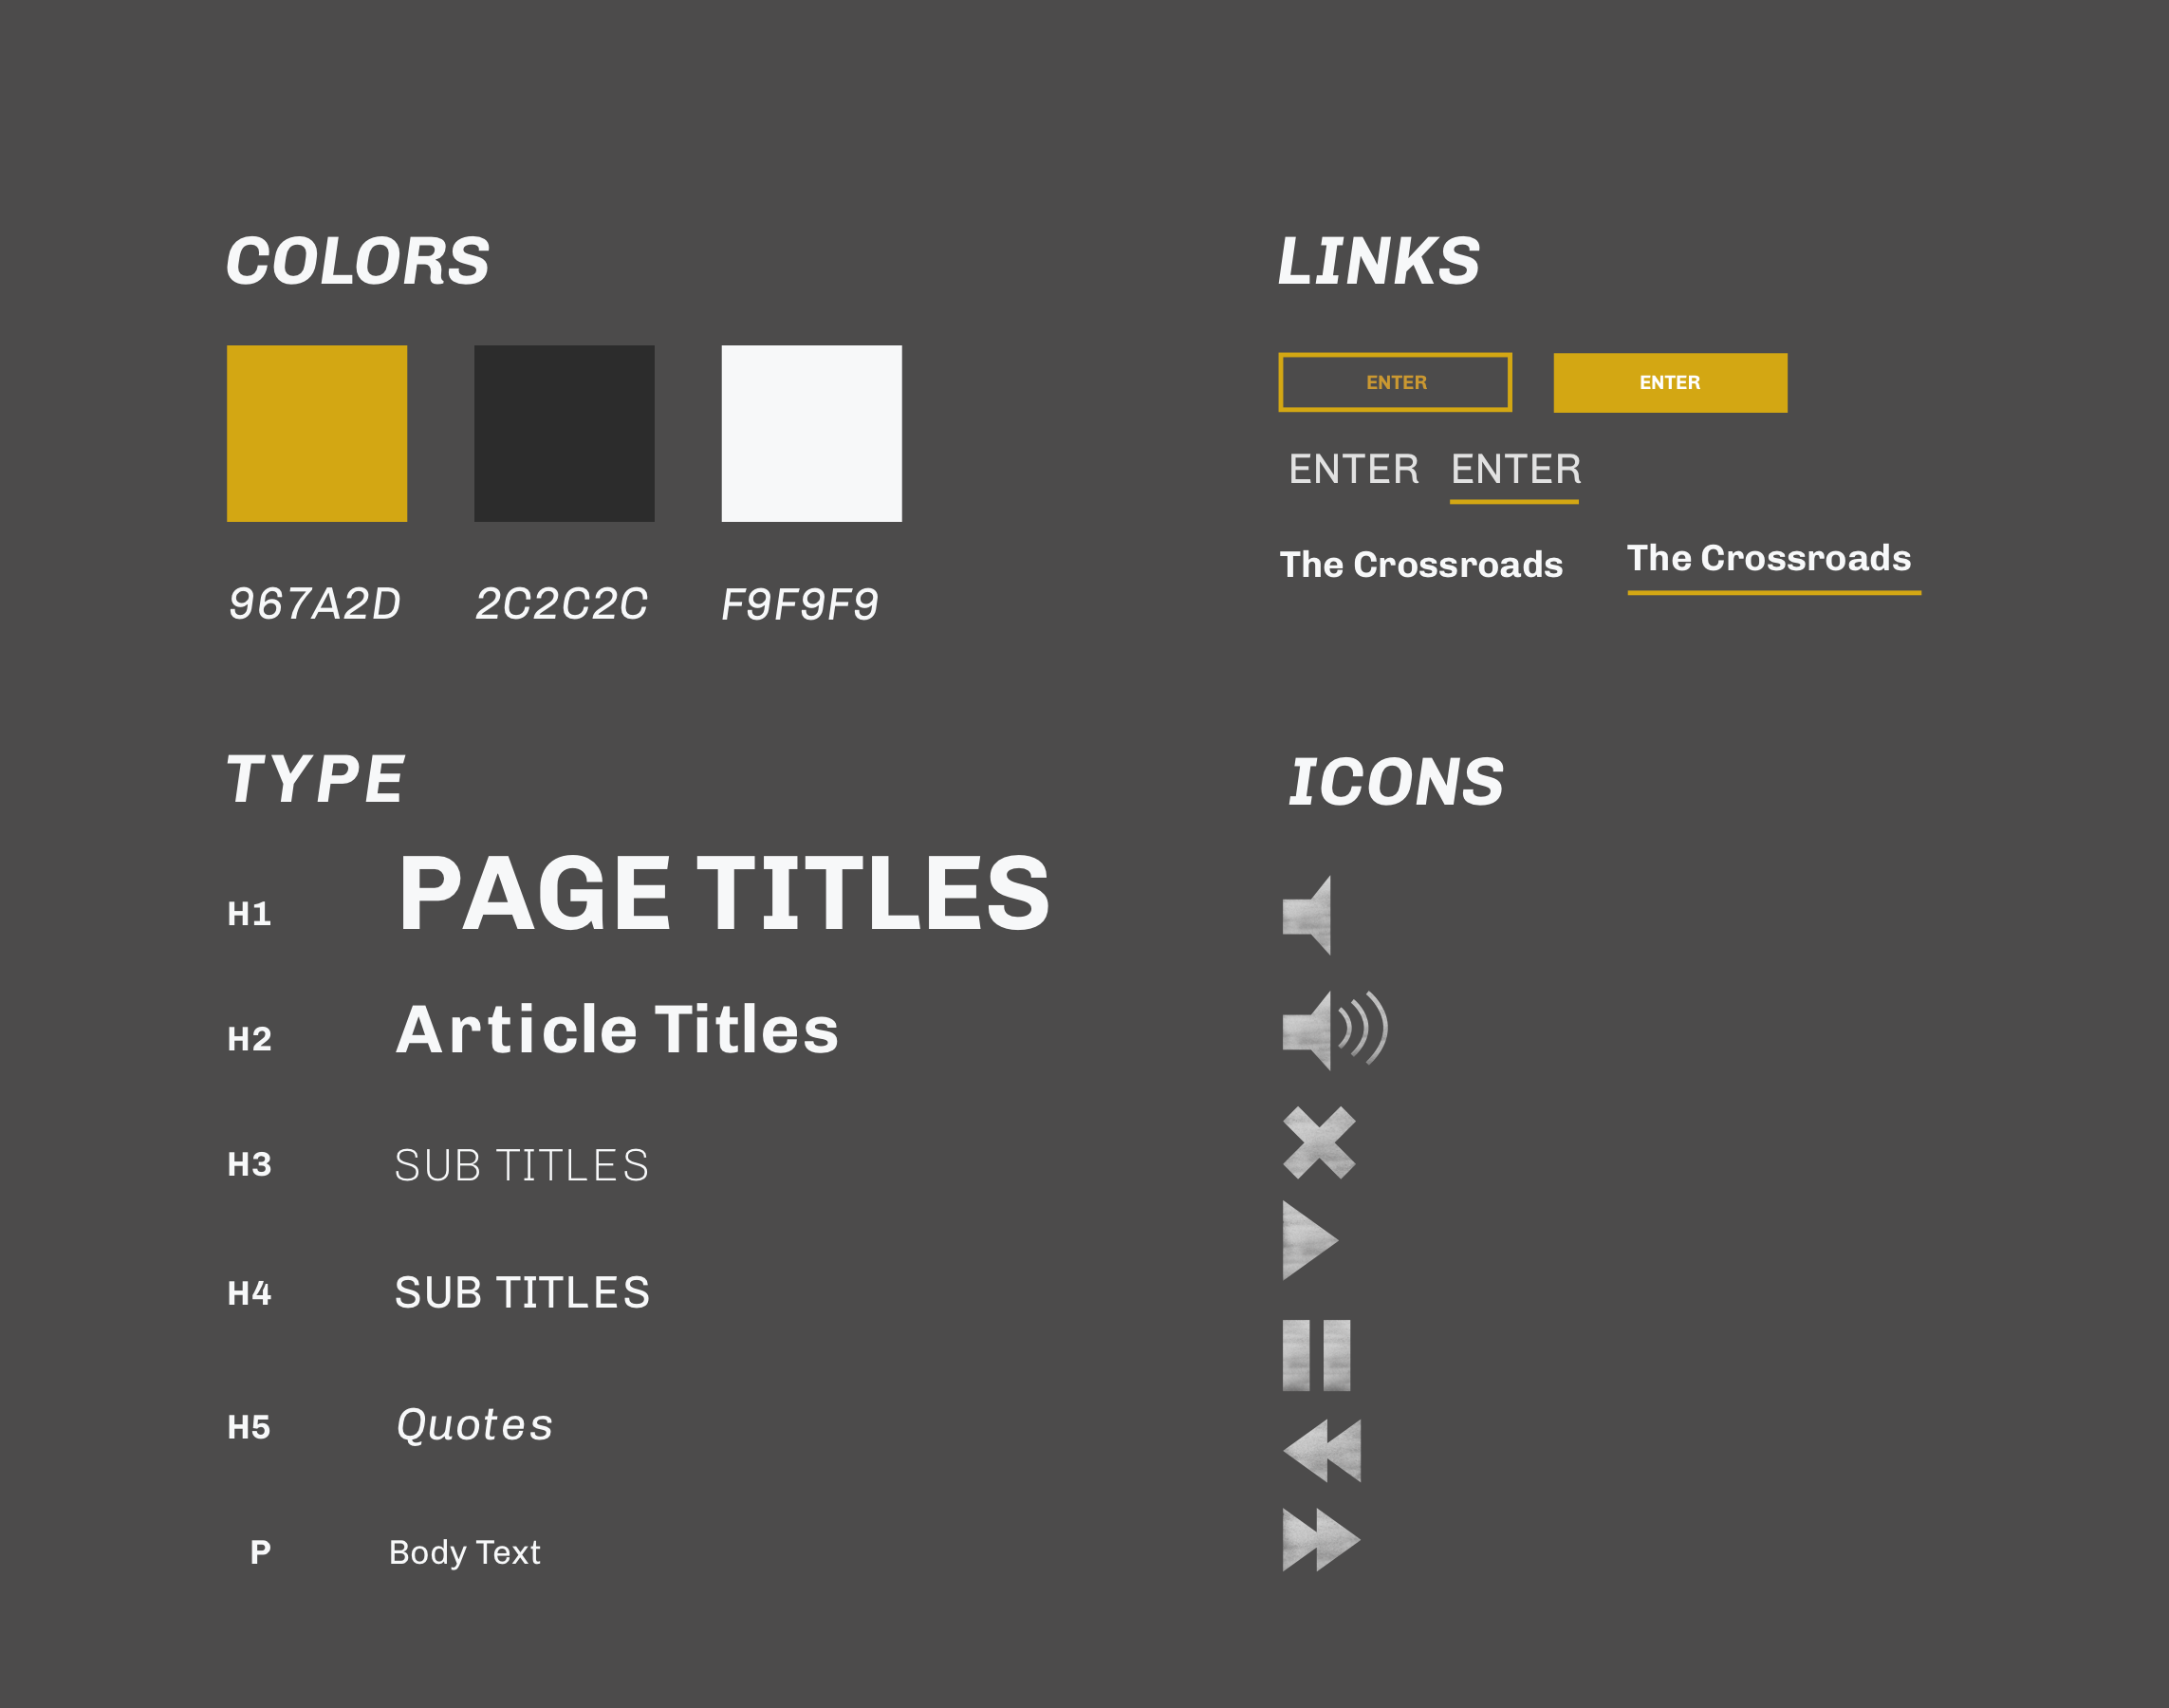 COLORS
967A2D 2C2C2C F9F9F9
LINKS
ENTER ENTER
ENTER ENTER
The Crossroads The Crossroads
TYPE
H1 PAGE TITLES
H2 Article Titles
H3 SUB TITLES
H4 SUB TITLES
H5 Quotes
P Body Text
ICONS